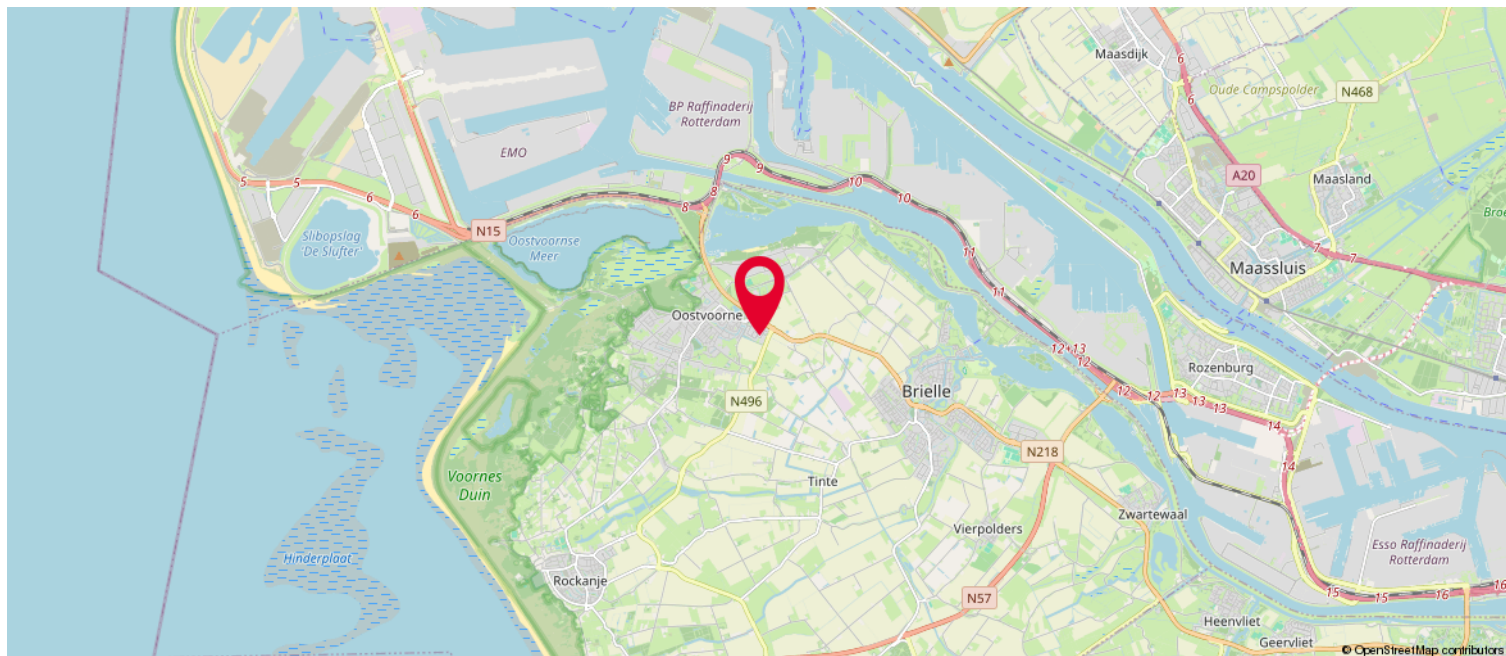 Maasdijk
6
6
Oude Campspolder
N468
BP Raffinaderij
Rotterdam
EMO
9
9
10
10
A20
Maasland
5
5
6
6
8
8
N15
Slibopslag
'De Slufter'
Oostvoornse
Meer
Broe
7
7
Maassluis
11
11
Oostvoorne
12+13
12
12
12
13
13
13
14
14
Rozenburg
Brielle
N496
N218
Voornes
Duin
Tinte
Zwartewaal
Vierpolders
Hinderplaat
Rockanje
N57
Esso Raffinaderij
Rotterdam
15
15
16
16
Heenvliet
Geervliet
© OpenStreetMap contributors